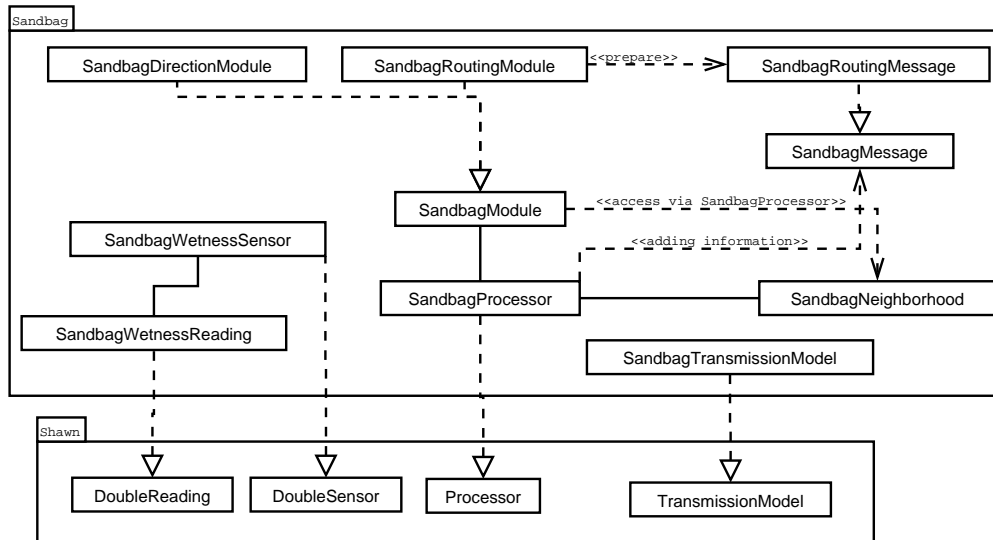 Sandbag
SandbagDirectionModule
SandbagRoutingModule
<<prepare>>
SandbagRoutingMessage
SandbagMessage
SandbagModule
<<access via SandbagProcessor>>
SandbagWetnessSensor
<<adding information>>
SandbagProcessor
SandbagNeighborhood
SandbagWetnessReading
SandbagTransmissionModel
Shawn
DoubleReading
DoubleSensor
Processor
TransmissionModel